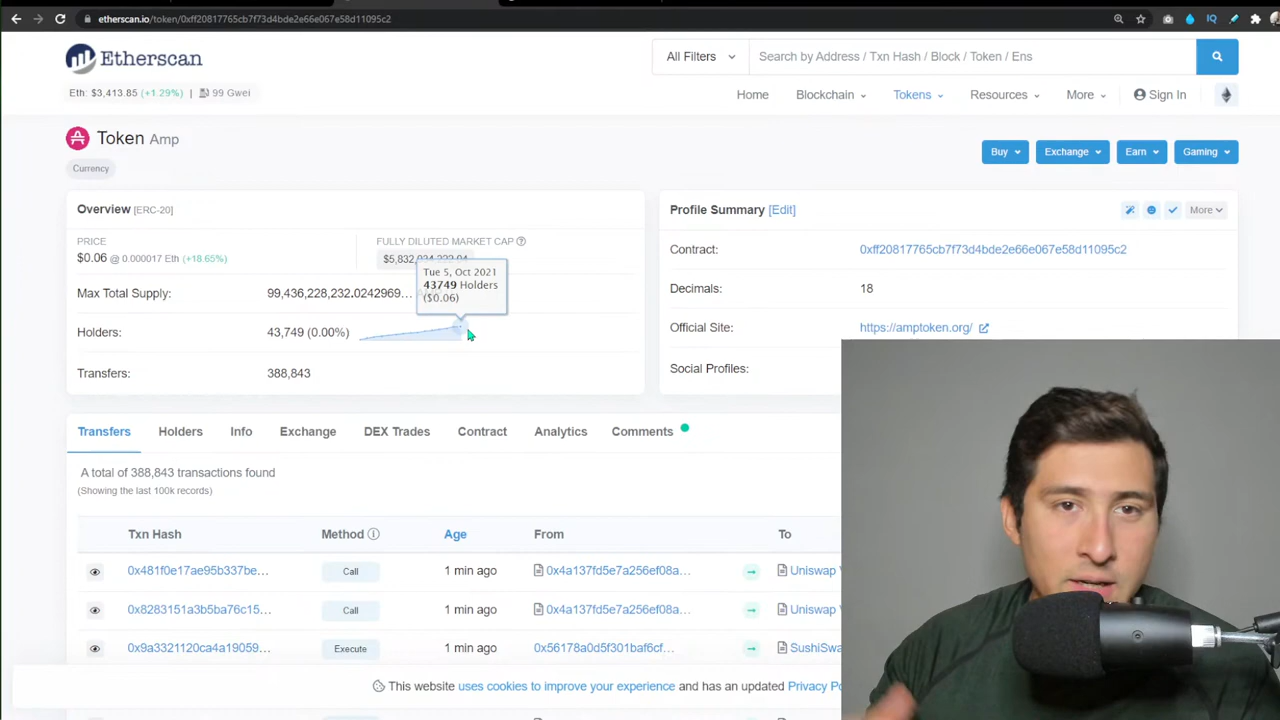 etherscan.io/token/0xff20817765cb7f73d4bde2e66e067e58d11095c2
Etherscan
All Filters
Search by Address / Txn Hash / Block / Token / Ens
Eth: $3,413.85 (+1.29%) | 99 Gwei
Home Blockchain Tokens Resources More Sign In
Token Amp
Buy Exchange Earn Gaming
Currency
Overview [ERC-20]
Profile Summary [Edit]
More
PRICE
FULLY DILUTED MARKET CAP
Contract: 0xff20817765cb7f73d4bde2e66e067e58d11095c2
$0.06 @ 0.000017 Eth (+18.65%)
Tue 5, Oct 2021
43749 Holders
($0.06)
Decimals: 18
Max Total Supply: 99,436,228,232.0242969...
Official Site: https://amptoken.org/
Holders: 43,749 (0.00%)
Social Profiles:
Transfers: 388,843
Transfers Holders Info Exchange DEX Trades Contract Analytics Comments
A total of 388,843 transactions found
(Showing the last 100k records)
Txn Hash Method Age From To
0x481f0e17ae95b337be... Call 1 min ago 0x4a137fd5e7a256ef08a... Uniswap
0x8283151a3b5ba76c15... Call 1 min ago 0x4a137fd5e7a256ef08a... Uniswap
0x9a3321120ca4a19059... Execute 1 min ago 0x56178a0d5f301baf6cf... SushiSwa
This website uses cookies to improve your experience and has an updated Privacy Po